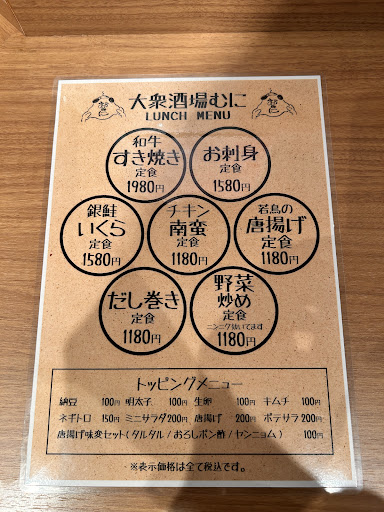 大衆酒場むに
LUNCH MENU
和牛
すき焼き
定食
1980円
お刺身
定食
1580円
銀鮭
いくら
定食
1580円
チキン
南蛮
定食
1180円
若鳥の
唐揚げ
定食
1180円
だし巻き
定食
1180円
野菜
炒め
定食
ニンニク効いてます
1180円
トッピングメニュー
納豆 100円 明太子 100円 生卵 100円 キムチ 100円
ネギトロ 150円 ミニサラダ 200円 唐揚げ 200円 ポテサラ 200円
唐揚げ味変セット(タルタル/おろしポン酢/ヤンニョム) 100円
※表示価格は全て税込です。